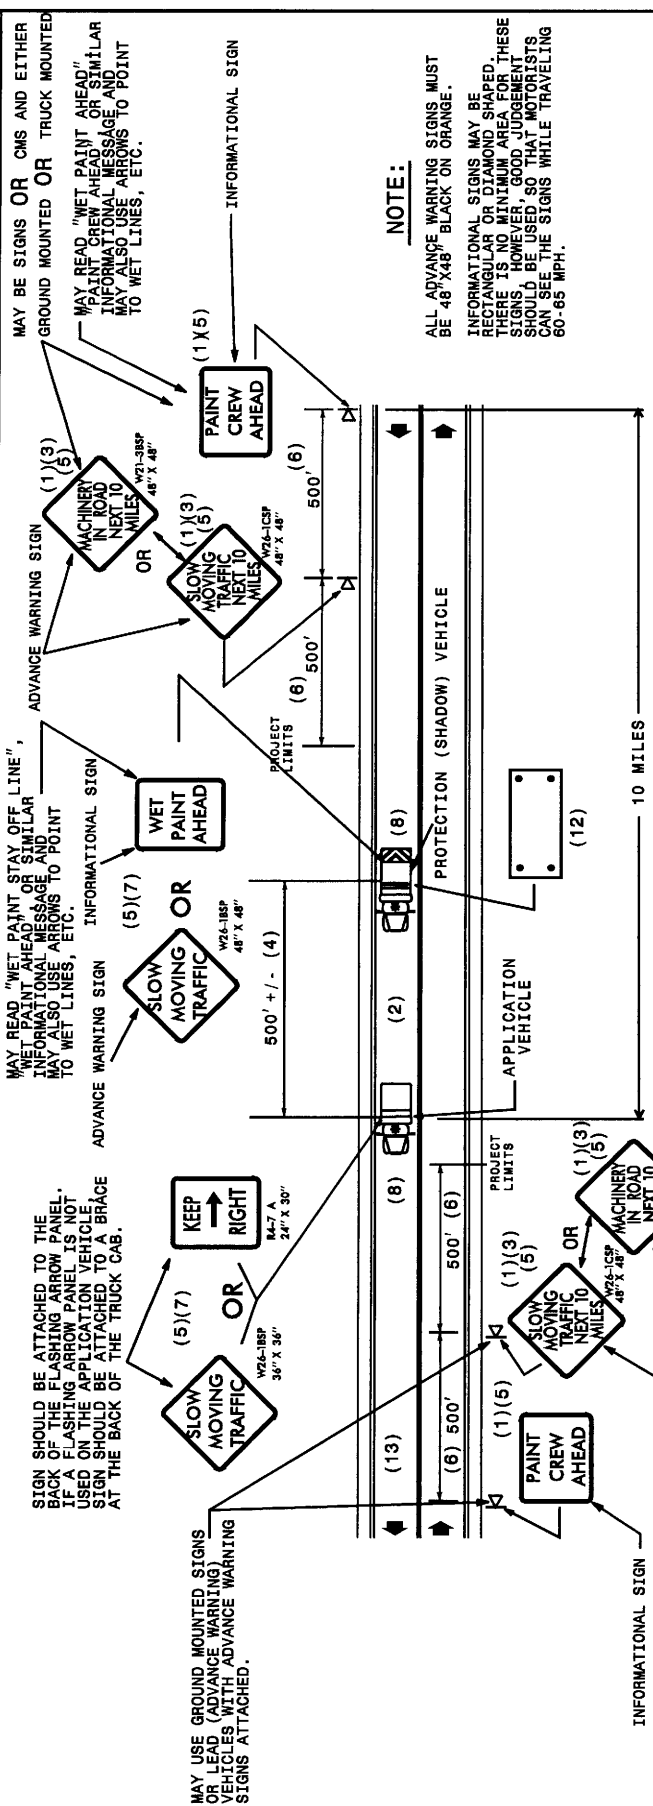 SIGN SHOULD BE ATTACHED TO THE
BACK OF THE FLASHING ARROW PANEL.
IF A FLASHING ARROW PANEL IS NOT
USED ON THE APPLICATION VEHICLE,
SIGN SHOULD BE ATTACHED TO A BRACE
AT THE BACK OF THE TRUCK CAB.
MAY READ "WET PAINT STAY OFF LINE",
"WET PAINT AHEAD" OR SIMILAR
INFORMATIONAL MESSAGE AND
MAY ALSO USE ARROWS TO POINT
TO WET LINES, ETC.
MAY BE SIGNS OR CMS AND EITHER
GROUND MOUNTED OR TRUCK MOUNTED
MAY READ "WET PAINT AHEAD"
"PAINT CREW AHEAD" OR SIMILAR
INFORMATIONAL MESSAGE AND
MAY ALSO USE ARROWS TO POINT
TO WET LINES, ETC.
ADVANCE WARNING SIGN
INFORMATIONAL SIGN
ADVANCE WARNING SIGN
INFORMATIONAL SIGN
(5)(7)
SLOW
MOVING
TRAFFIC
W26-1BSP
36" X 36"
OR
KEEP
RIGHT
R4-7 A
24" X 30"
(5)(7)
SLOW
MOVING
TRAFFIC
W26-1BSP
48" X 48"
OR
WET
PAINT
AHEAD
(1)(3)
(5)
MACHINERY
IN ROAD
NEXT 10
MILES
W21-3BSP
48" X 48"
OR
(1)(3)
(5)
SLOW
MOVING
TRAFFIC
NEXT 10
MILES
W26-1CSP
48" X 48"
(1)(5)
PAINT
CREW
AHEAD
MAY USE GROUND MOUNTED SIGNS
OR LEAD (ADVANCE WARNING)
VEHICLES WITH ADVANCE WARNING
SIGNS ATTACHED.
500' +/- (4)
PROJECT
LIMITS
(6) 500'
500' (6)
(13)
(8)
(2)
(8)
(6) 500'
500' (6)
PROJECT
LIMITS
APPLICATION
VEHICLE
PROTECTION (SHADOW) VEHICLE
(12)
10 MILES
(1)(5)
PAINT
CREW
AHEAD
(1)(3)
(5)
SLOW
MOVING
TRAFFIC
NEXT 10
MILES
W26-1CSP
48" X 48"
OR
(1)(3)
(5)
MACHINERY
IN ROAD
NEXT 10
INFORMATIONAL SIGN
NOTE:
ALL ADVANCE WARNING SIGNS MUST
BE 48"X48" BLACK ON ORANGE.
INFORMATIONAL SIGNS MAY BE
RECTANGULAR OR DIAMOND SHAPED.
THERE IS NO MINIMUM AREA FOR THESE
SIGNS, HOWEVER, GOOD JUDGEMENT
SHOULD BE USED, SO THAT MOTORISTS
CAN SEE THE SIGNS WHILE TRAVELING
60-65 MPH.